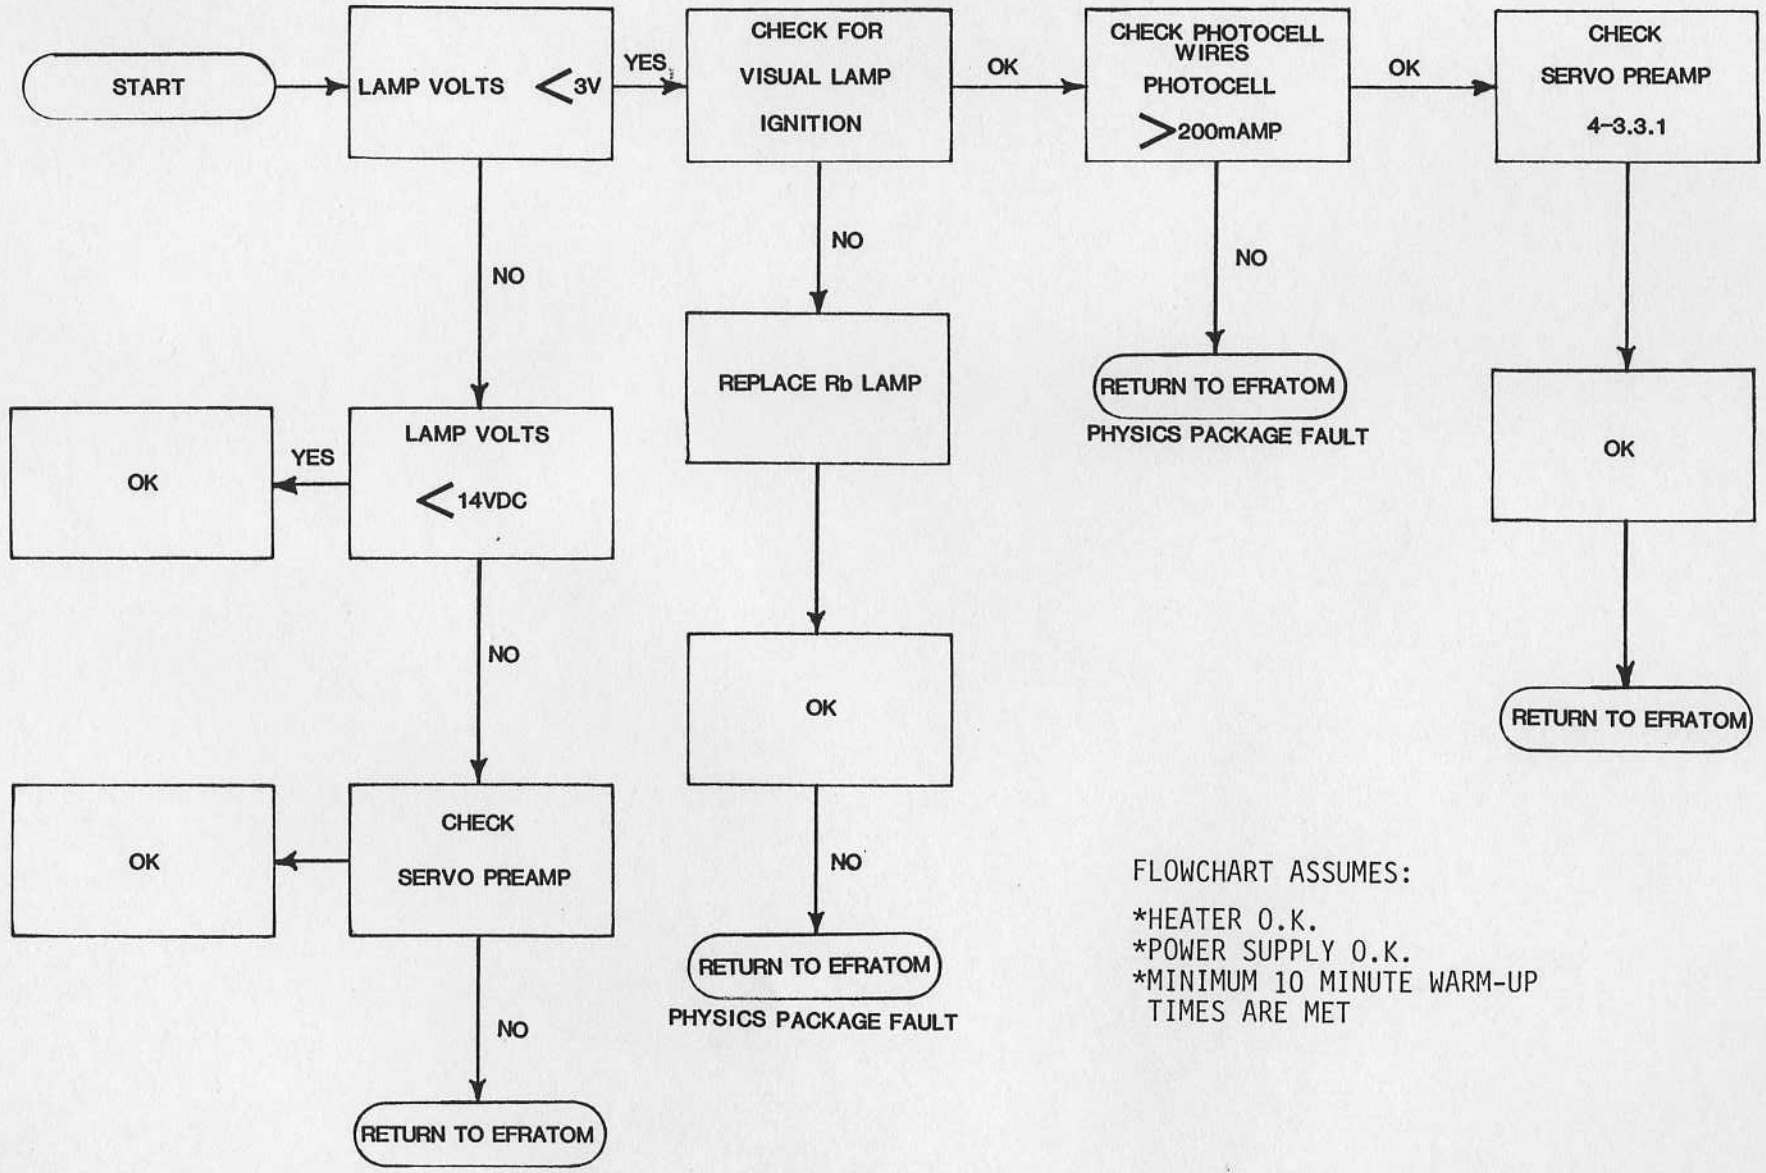 START
LAMP VOLTS <3V
YES
CHECK FOR
VISUAL LAMP
IGNITION
OK
CHECK PHOTOCELL
WIRES
PHOTOCELL
>200mAMP
OK
CHECK
SERVO PREAMP
4-3.3.1
NO
NO
NO
REPLACE Rb LAMP
RETURN TO EFRATOM
PHYSICS PACKAGE FAULT
OK
OK
YES
LAMP VOLTS
<14VDC
NO
OK
RETURN TO EFRATOM
OK
CHECK
SERVO PREAMP
NO
RETURN TO EFRATOM
PHYSICS PACKAGE FAULT
NO
RETURN TO EFRATOM
FLOWCHART ASSUMES:
*HEATER O.K.
*POWER SUPPLY O.K.
*MINIMUM 10 MINUTE WARM-UP
TIMES ARE MET